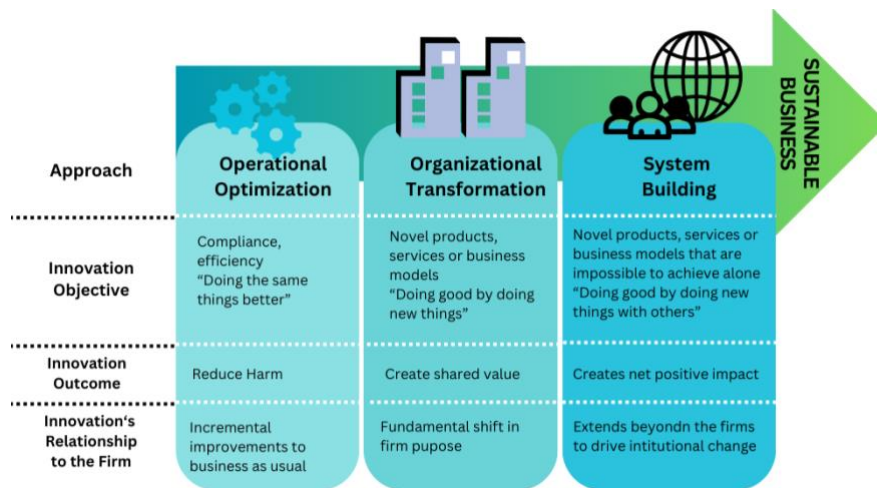 SUSTAINABLE
BUSINESS
Approach
Operational
Optimization
Organizational
Transformation
System
Building
Innovation
Objective
Compliance,
efficiency
“Doing the same
things better”
Novel products,
services or business
models
“Doing good by doing
new things”
Novel products, services or
business models that are
impossible to achieve alone
“Doing good by doing new
things with others”
Innovation
Outcome
Reduce Harm
Create shared value
Creates net positive impact
Innovation‘s
Relationship
to the Firm
Incremental
improvements to
business as usual
Fundamental shift in
firm pupose
Extends beyondn the firms
to drive intitutional change